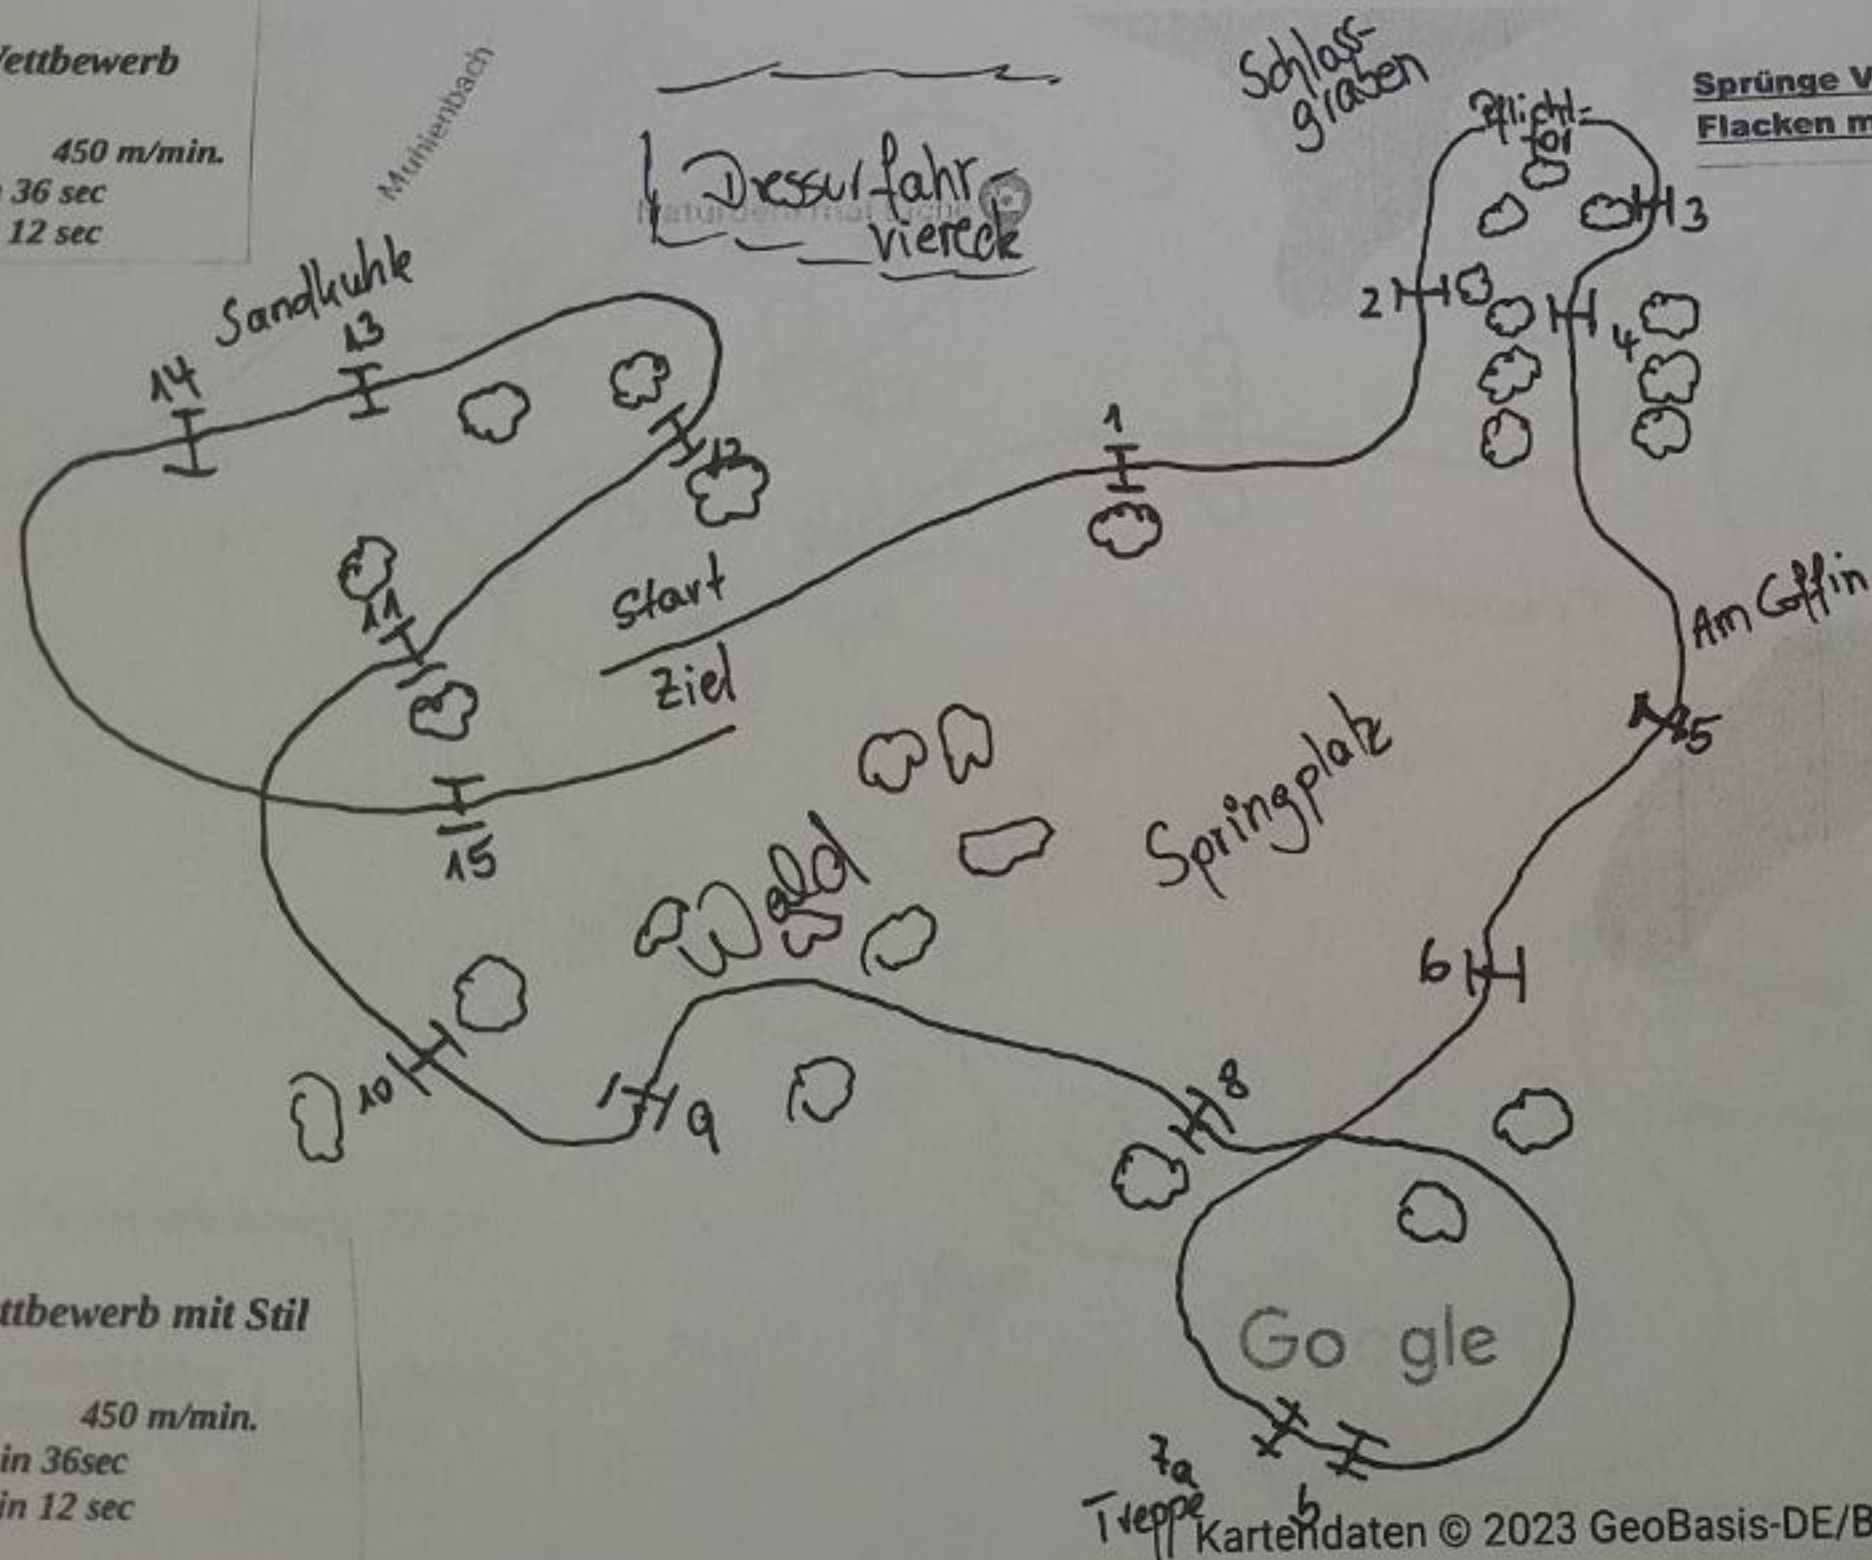 Wettbewerb
450 m/min.
36 sec
12 sec
Mühlenbach
Dressurfahr-
viereck
Schloss-
graben
Pflicht-
tor
Sprünge V
Flacken m
3
2
4
Sandkuhle
13
14
12
1
11
Start
Ziel
Am Coffin
5
15
Wald
Springplatz
6
10
9
8
ttbewerb mit Stil
Google
450 m/min.
in 36sec
in 12 sec
7a
Treppe
b
Kartendaten © 2023 GeoBasis-DE/B